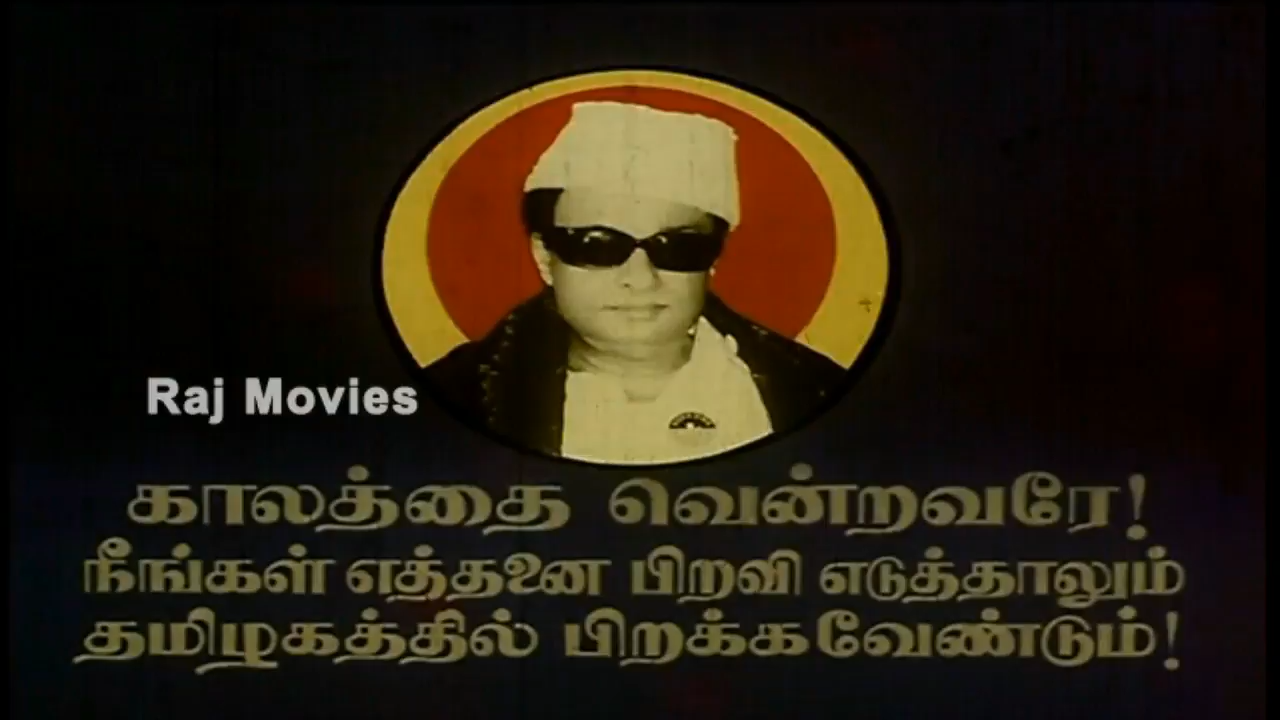 Raj Movies
காலத்தை வென்றவரே!
நீங்கள் எத்தனை பிறவி எடுத்தாலும்
தமிழகத்தில் பிறக்கவேண்டும்!